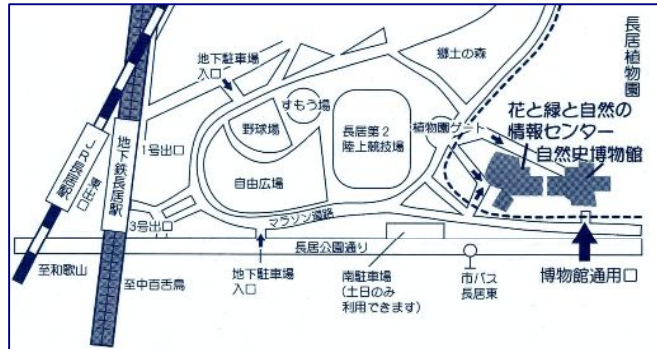 地下駐車場
入口
郷土の森
長居植物園
すもう場
野球場
長居第2
陸上競技場
植物園ゲート
花と緑と自然の
情報センター
自然史博物館
JR長居駅
東出口
地下鉄長居駅
1号出口
自由広場
3号出口
マラソン道路
長居公園通り
至和歌山
至中百舌鳥
地下駐車場
入口
南駐車場
(土日のみ
利用できます)
市バス
長居東
博物館通用口